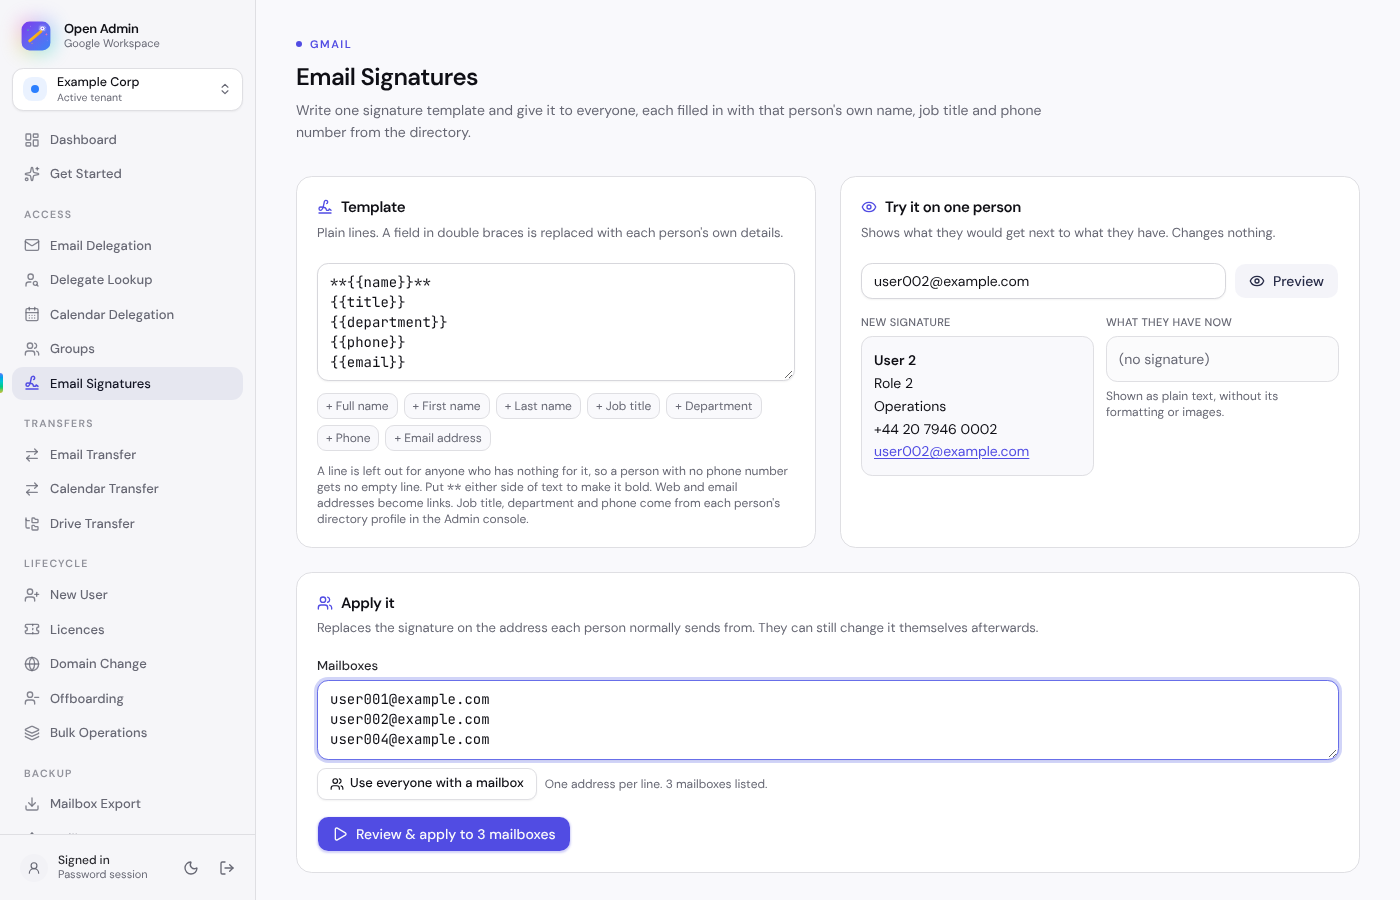 Open Admin
Google Workspace
Example Corp
Active tenant
Dashboard
Get Started
ACCESS
Email Delegation
Delegate Lookup
Calendar Delegation
Groups
Email Signatures
TRANSFERS
Email Transfer
Calendar Transfer
Drive Transfer
LIFECYCLE
New User
Licences
Domain Change
Offboarding
Bulk Operations
BACKUP
Mailbox Export
Signed in
Password session
GMAIL
Email Signatures
Write one signature template and give it to everyone, each filled in with that person's own name, job title and phone
number from the directory.
Template
Plain lines. A field in double braces is replaced with each person's own details.
**{{name}}**
{{title}}
{{department}}
{{phone}}
{{email}}
+ Full name
+ First name
+ Last name
+ Job title
+ Department
+ Phone
+ Email address
A line is left out for anyone who has nothing for it, so a person with no phone number
gets no empty line. Put ** either side of text to make it bold. Web and email
addresses become links. Job title, department and phone come from each person's
directory profile in the Admin console.
Try it on one person
Shows what they would get next to what they have. Changes nothing.
user002@example.com
Preview
NEW SIGNATURE
User 2
Role 2
Operations
+44 20 7946 0002
user002@example.com
WHAT THEY HAVE NOW
(no signature)
Shown as plain text, without its
formatting or images.
Apply it
Replaces the signature on the address each person normally sends from. They can still change it themselves afterwards.
Mailboxes
user001@example.com
user002@example.com
user004@example.com
Use everyone with a mailbox
One address per line. 3 mailboxes listed.
Review & apply to 3 mailboxes